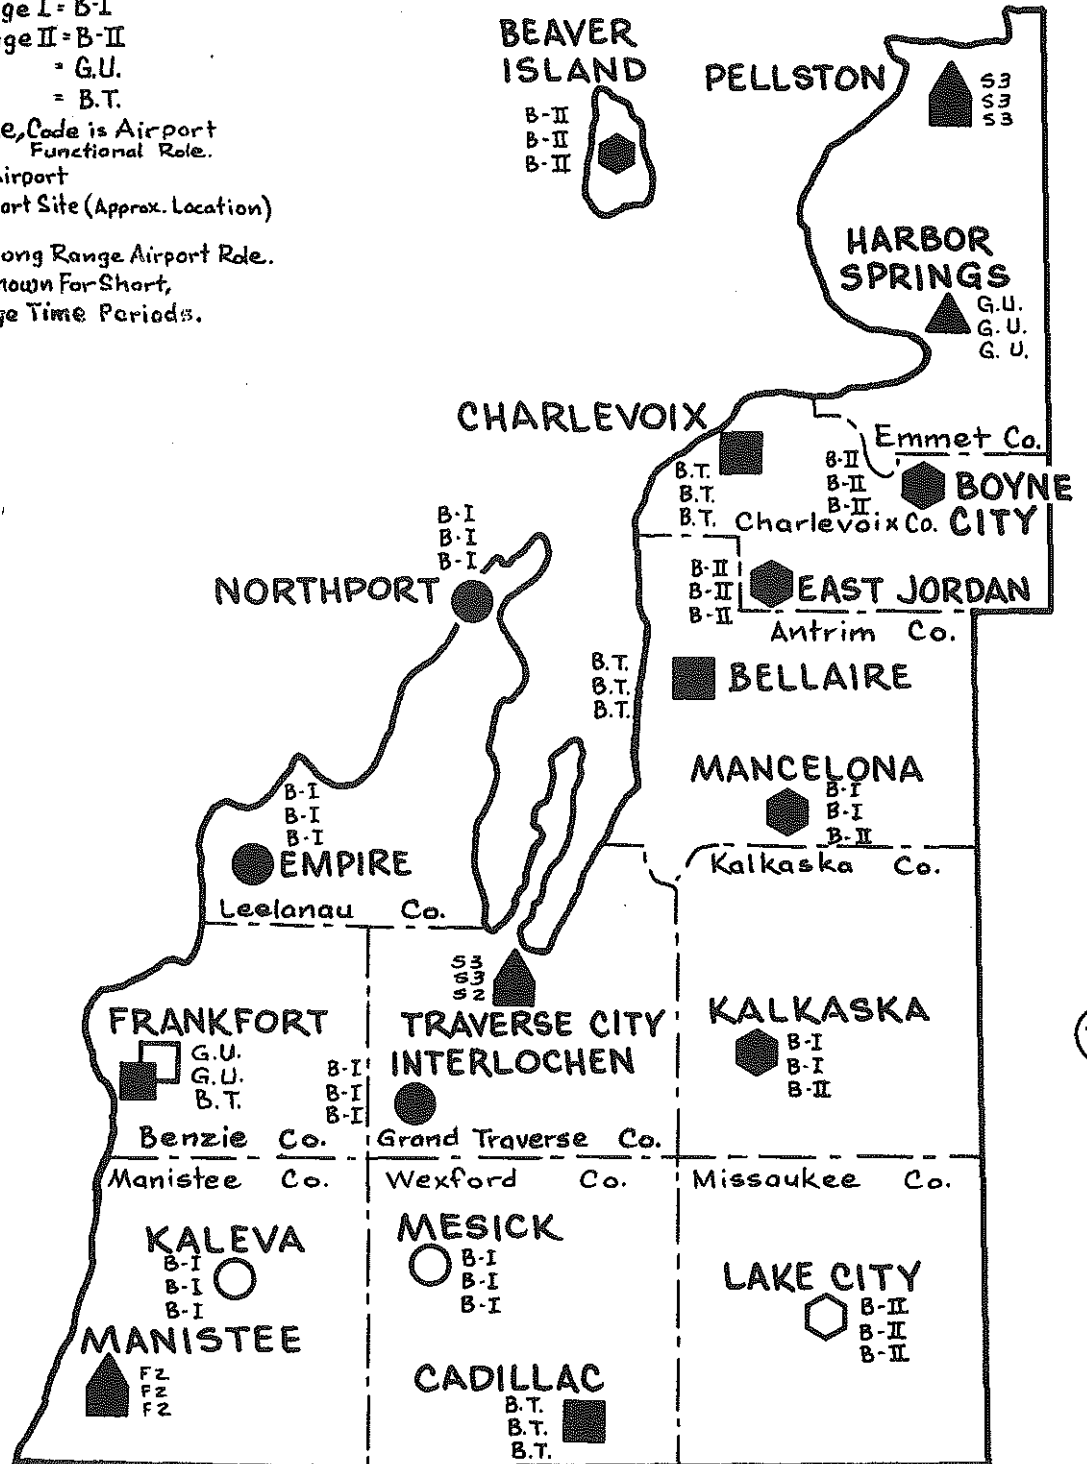 ge I = B-I
ge II = B-II
= G.U.
= B.T.
e, Code is Airport
Functional Role.
Airport
ort Site (Approx. Location)
ong Range Airport Role.
nown For Short,
ge Time Periods.
BEAVER
ISLAND
B-II
B-II
B-II
PELLSTON
S3
S3
S3
HARBOR
SPRINGS
G.U.
G.U.
G.U.
CHARLEVOIX
B.T.
B.T.
B.T.
Emmet Co.
B-II
B-II
B-II
BOYNE
CITY
Charlevoix Co.
B-I
B-I
B-I
NORTHPORT
B-II
B-II
B-II
EAST JORDAN
Antrim Co.
B.T.
B.T.
B.T.
BELLAIRE
MANCELONA
B-I
B-I
B-II
Kalkaska Co.
B-I
B-I
B-I
EMPIRE
Leelanau Co.
S3
S3
S2
TRAVERSE CITY
FRANKFORT
G.U.
G.U.
B.T.
Benzie Co.
INTERLOCHEN
B-I
B-I
B-I
Grand Traverse Co.
KALKASKA
B-I
B-I
B-II
Manistee Co.
Wexford Co.
Missaukee Co.
KALEVA
B-I
B-I
B-I
MESICK
B-I
B-I
B-I
LAKE CITY
B-II
B-II
B-II
MANISTEE
F2
F2
F2
CADILLAC
B.T.
B.T.
B.T.